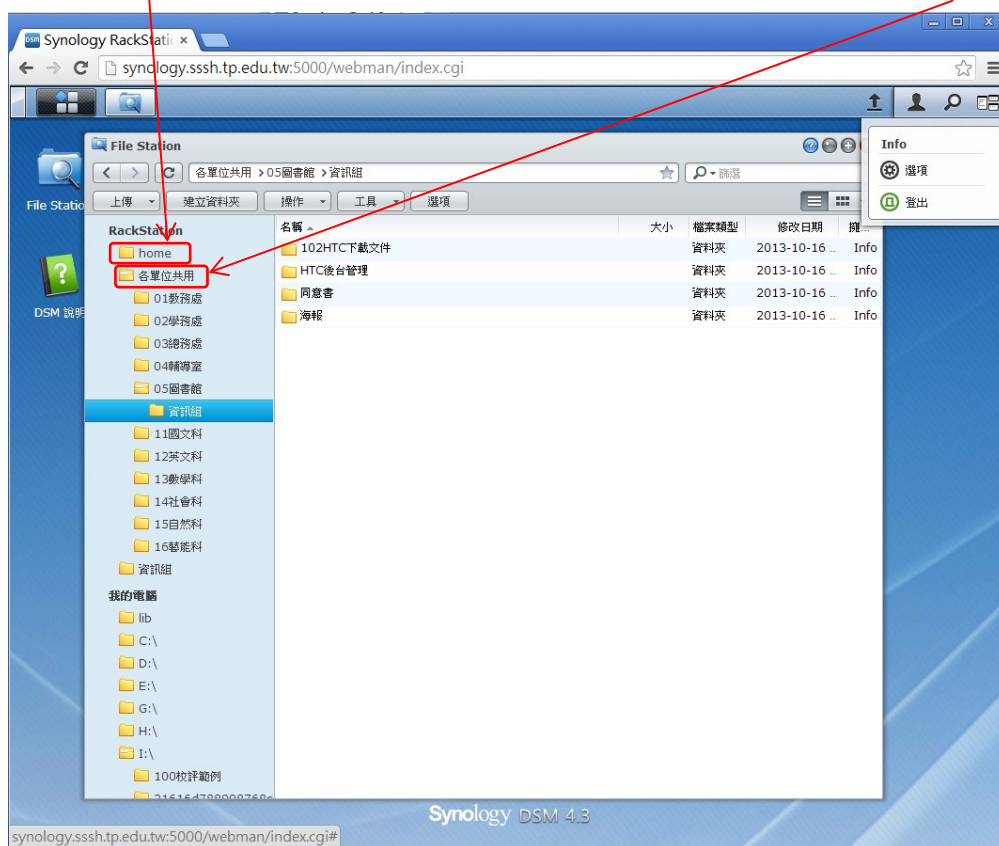 Synology RackStati
synology.sssh.tp.edu.tw:5000/webman/index.cgi
File Station
Info
各單位共用 › 05圖書館 › 資訊組
篩選
選項
登出
上傳
建立資料夾
操作
工具
選項
File Statio
DSM 說明
RackStation
home
各單位共用
01教務處
02學務處
03總務處
04輔導室
05圖書館
資訊組
11國文科
12英文科
13數學科
14社會科
15自然科
16藝能科
資訊組
我的電腦
lib
C:\
D:\
E:\
G:\
H:\
I:\
100校評範例
名稱 大小 檔案類型 修改日期 擁...
102HTC下載文件 資料夾 2013-10-16 ... Info
HTC後台管理 資料夾 2013-10-16 ... Info
同意書 資料夾 2013-10-16 ... Info
海報 資料夾 2013-10-16 ... Info
Synology DSM 4.3
synology.sssh.tp.edu.tw:5000/webman/index.cgi#